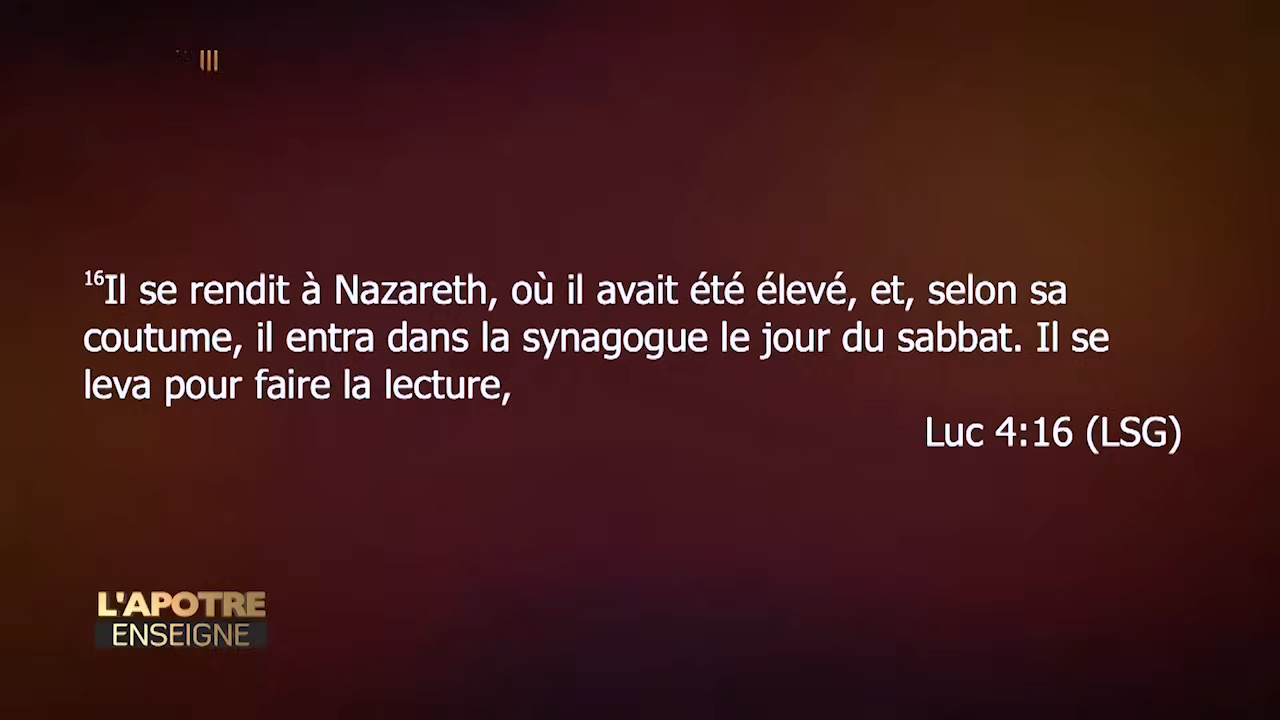 16Il se rendit à Nazareth, où il avait été élevé, et, selon sa
coutume, il entra dans la synagogue le jour du sabbat. Il se
leva pour faire la lecture,
Luc 4:16 (LSG)
L'APOTRE
ENSEIGNE